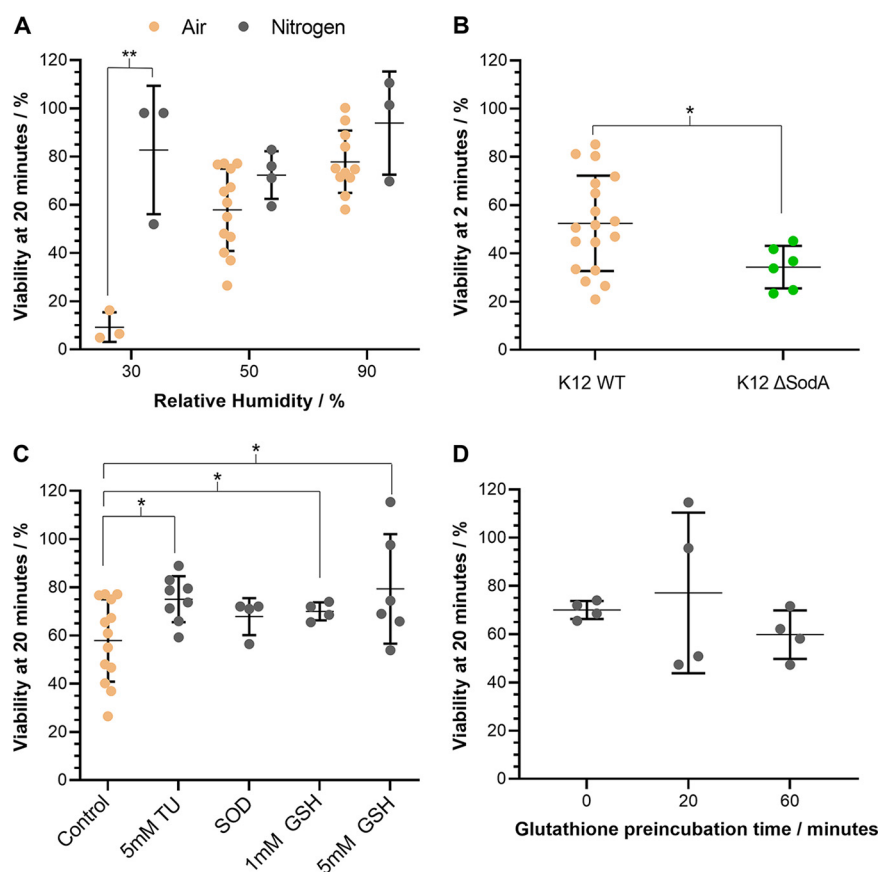 A
Air
Nitrogen
**
Viability at 20 minutes / %
120
100
80
60
40
20
0
30
50
90
Relative Humidity / %
B
*
Viability at 2 minutes / %
120
100
80
60
40
20
0
K12 WT
K12 ΔSodA
C
*
*
*
Viability at 20 minutes / %
120
100
80
60
40
20
0
Control
5mM TU
SOD
1mM GSH
5mM GSH
D
Viability at 20 minutes / %
120
100
80
60
40
20
0
0
20
60
Glutathione preincubation time / minutes